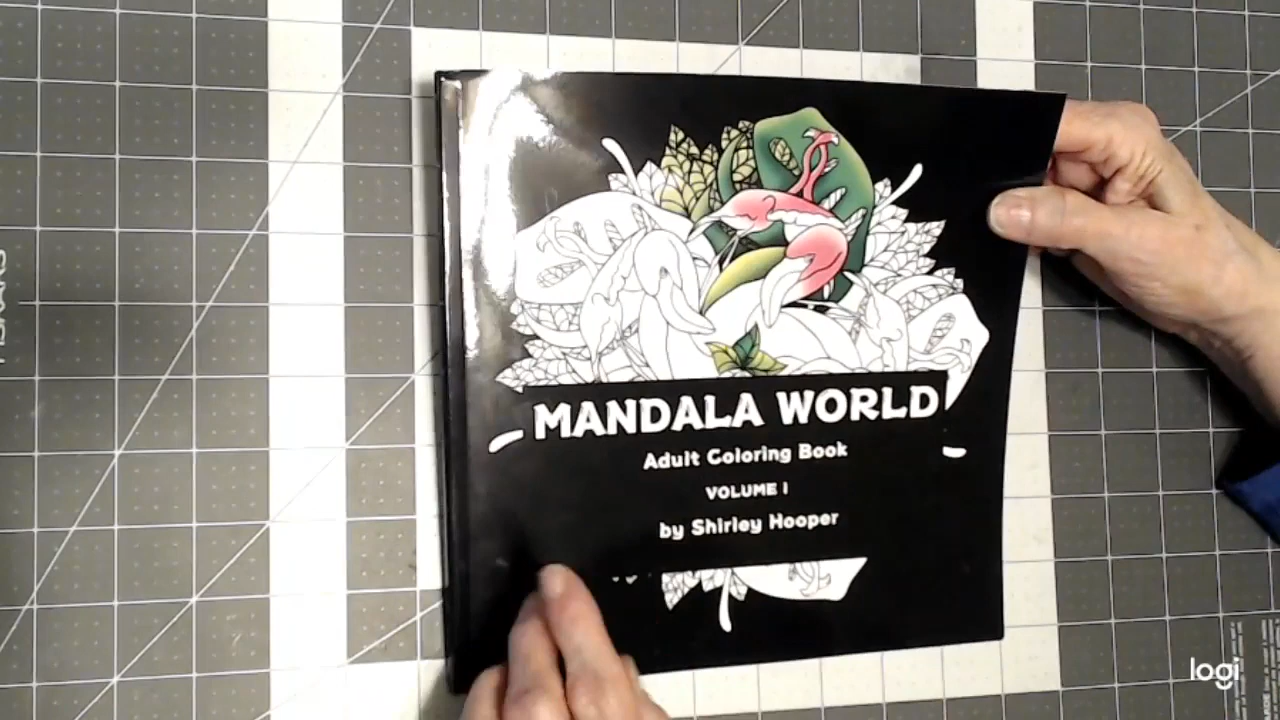 MANDALA WORLD
Adult Coloring Book
VOLUME I
by Shirley Hooper
logi